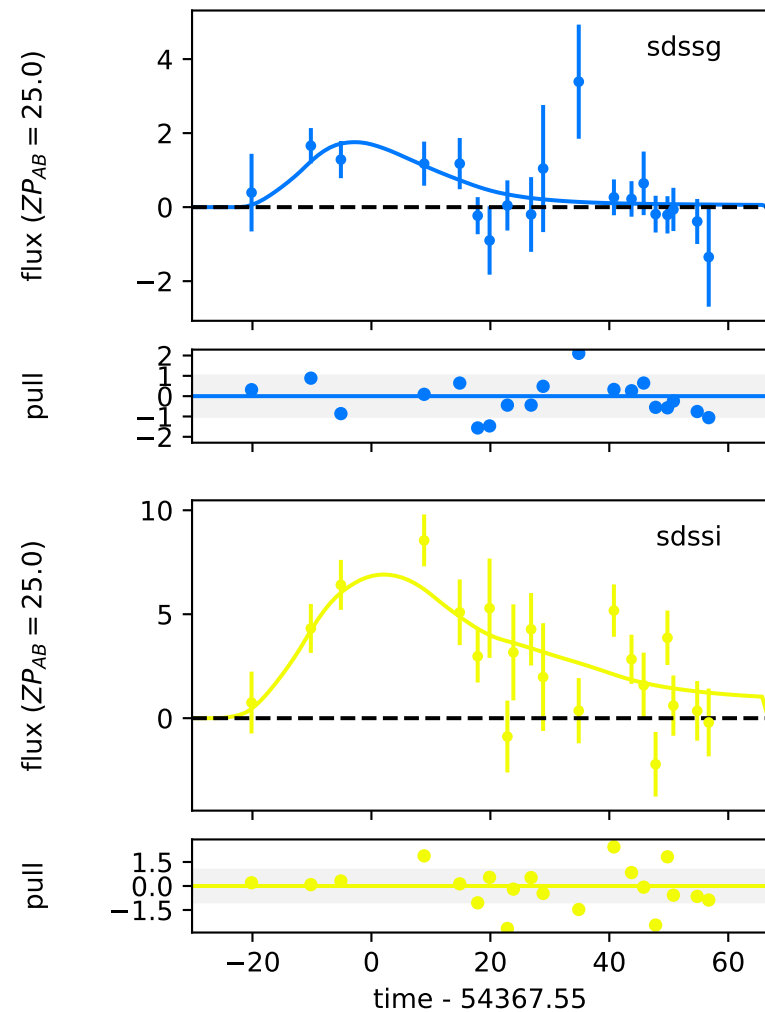 sdssg
flux (ZP_AB = 25.0)
4
2
0
−2
pull
2
1
0
−1
−2
sdssi
flux (ZP_AB = 25.0)
10
5
0
pull
1.5
0.0
−1.5
−20 0 20 40 60
time - 54367.55